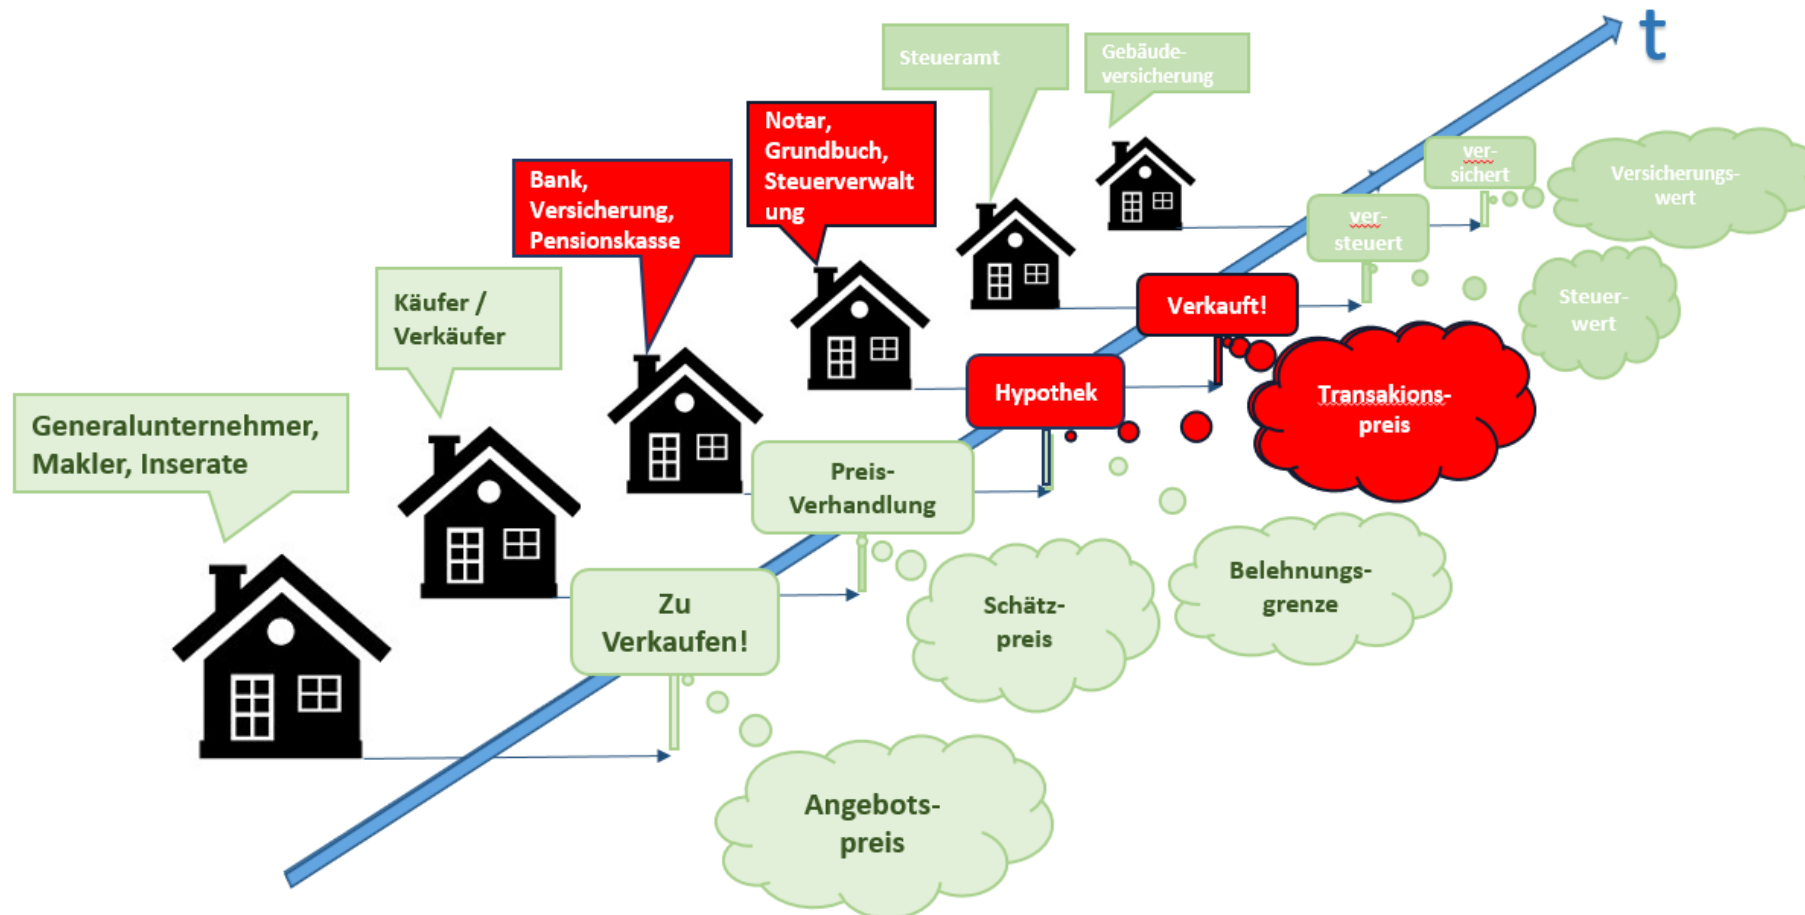 t
Steueramt
Gebäude-
versicherung
Notar,
Grundbuch,
Steuerverwalt
ung
Bank,
Versicherung,
Pensionskasse
Käufer /
Verkäufer
Generalunternehmer,
Makler, Inserate
ver-
sichert
Versicherungs-
wert
ver-
steuert
Steuer-
wert
Verkauft!
Transakions-
preis
Hypothek
Belehnungs-
grenze
Preis-
Verhandlung
Schätz-
preis
Zu
Verkaufen!
Angebots-
preis